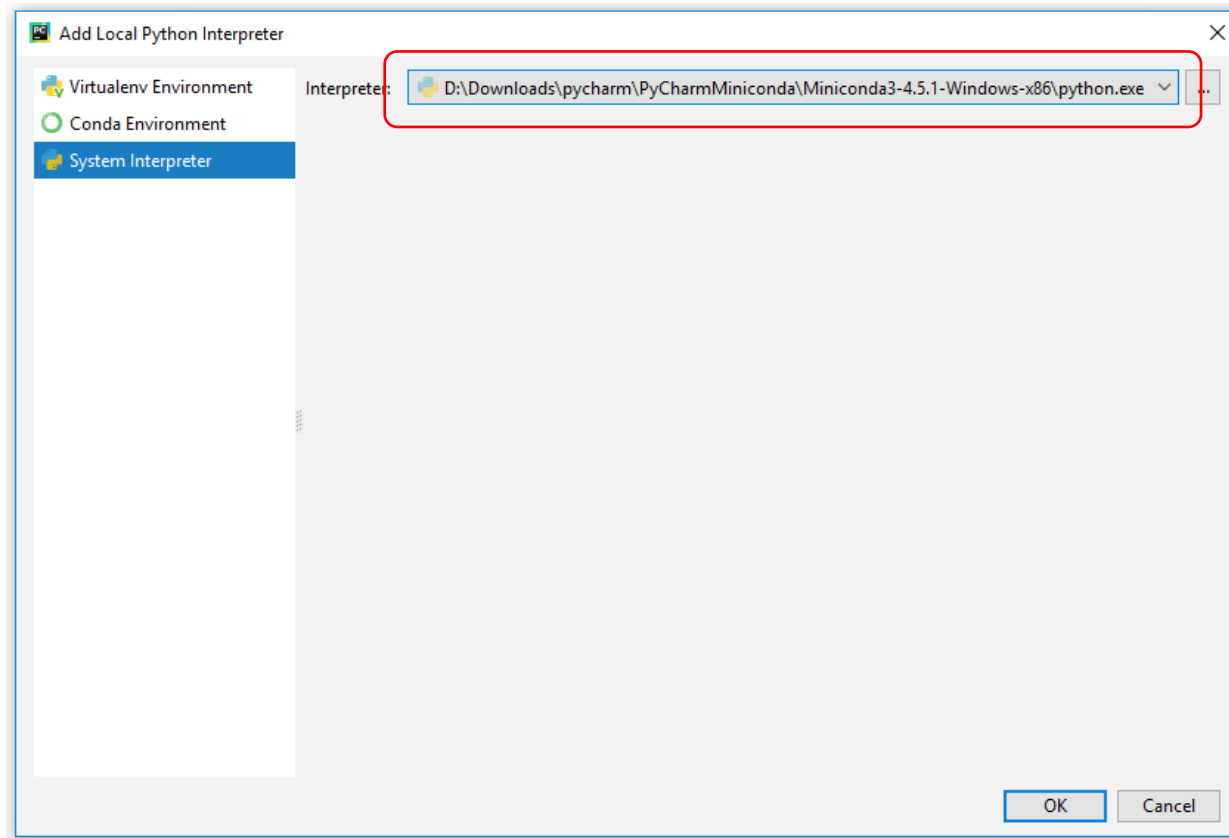 PC Add Local Python Interpreter
Virtualenv Environment
Interpreter: D:\Downloads\pycharm\PyCharmMiniconda\Miniconda3-4.5.1-Windows-x86\python.exe ...
Conda Environment
System Interpreter
OK Cancel